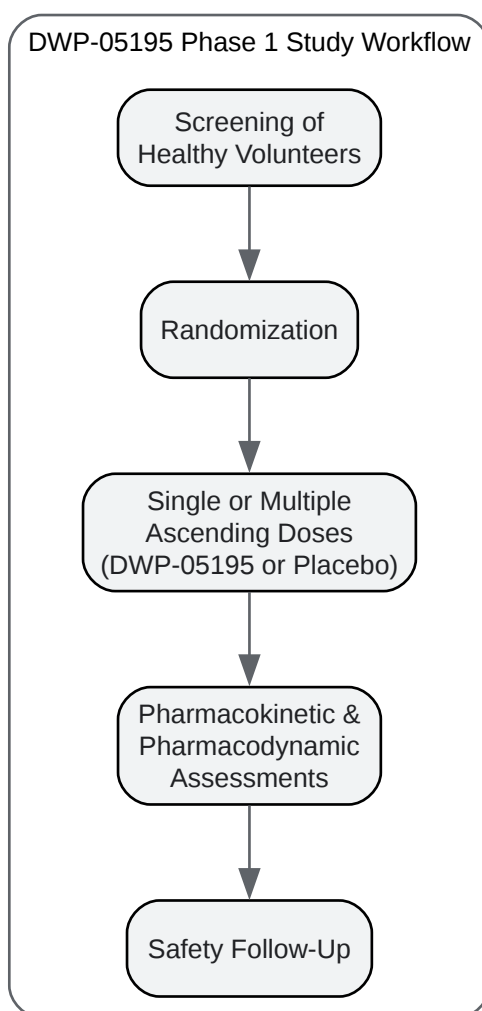 DWP-05195 Phase 1 Study Workflow
Screening of
Healthy Volunteers
Randomization
Single or Multiple
Ascending Doses
(DWP-05195 or Placebo)
Pharmacokinetic &
Pharmacodynamic
Assessments
Safety Follow-Up